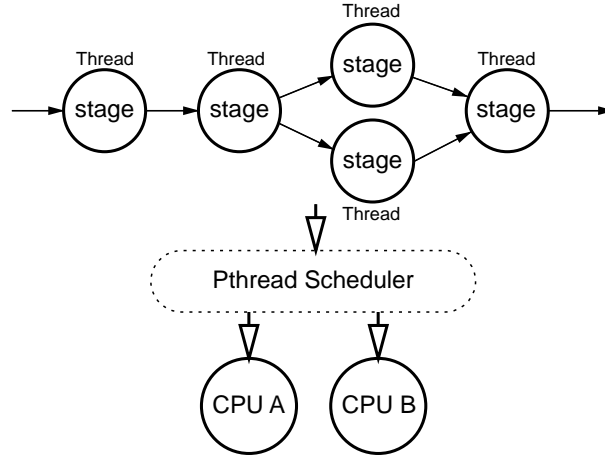 Thread
Thread Thread Thread
stage
stage stage stage
stage
Thread
Pthread Scheduler
CPU A CPU B